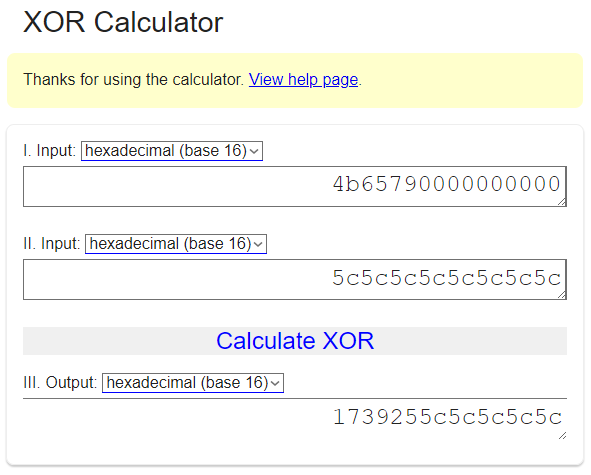 XOR Calculator
Thanks for using the calculator. View help page.
I. Input: hexadecimal (base 16)
4b65790000000000
II. Input: hexadecimal (base 16)
5c5c5c5c5c5c5c5c
Calculate XOR
III. Output: hexadecimal (base 16)
1739255c5c5c5c5c